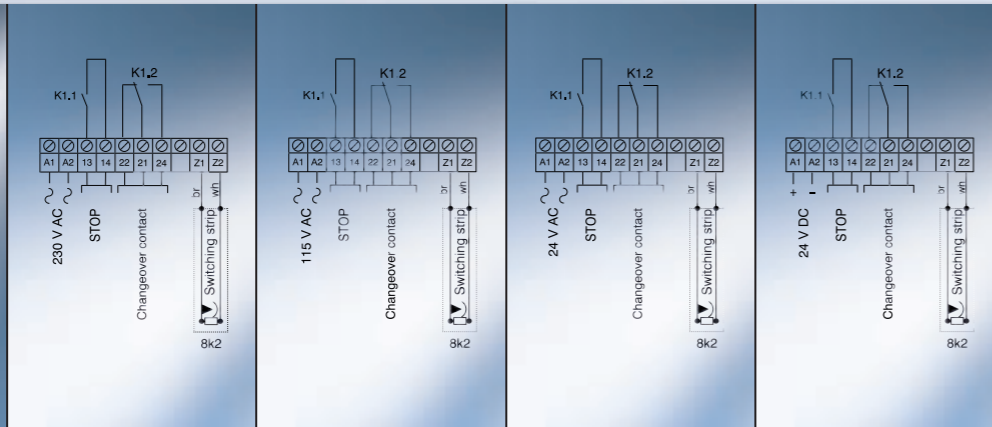 K1.2
K1.1
A1 A2 13 14 22 21 24 Z1 Z2
br wh
230 V AC
STOP
Changeover contact
Switching strip
8k2
K1 2
K1.1
A1 A2 13 14 22 21 24 Z1 Z2
br wh
115 V AC
STOP
Changeover contact
Switching strip
8k2
K1.2
K1.1
A1 A2 13 14 22 21 24 Z1 Z2
br wh
24 V AC
STOP
Changeover contact
Switching strip
8k2
K1.2
K1.1
A1 A2 13 14 22 21 24 Z1 Z2
+ -
br wh
24 V DC
STOP
Changeover contact
Switching strip
8k2